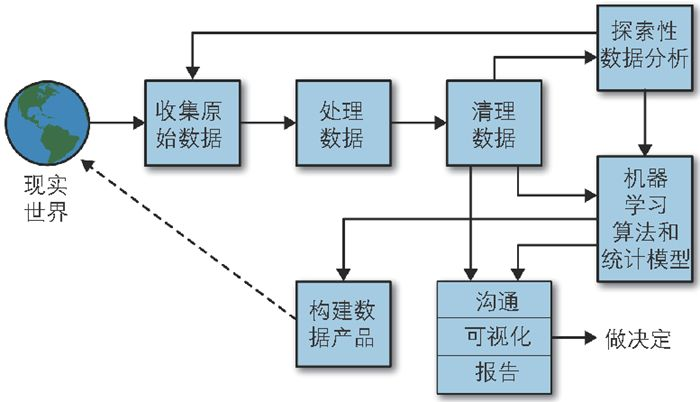 探索性
数据分析
收集原
始数据
处理
数据
清理
数据
现实
世界
机器
学习
算法和
统计模型
构建数
据产品
沟通
可视化
报告
做决定